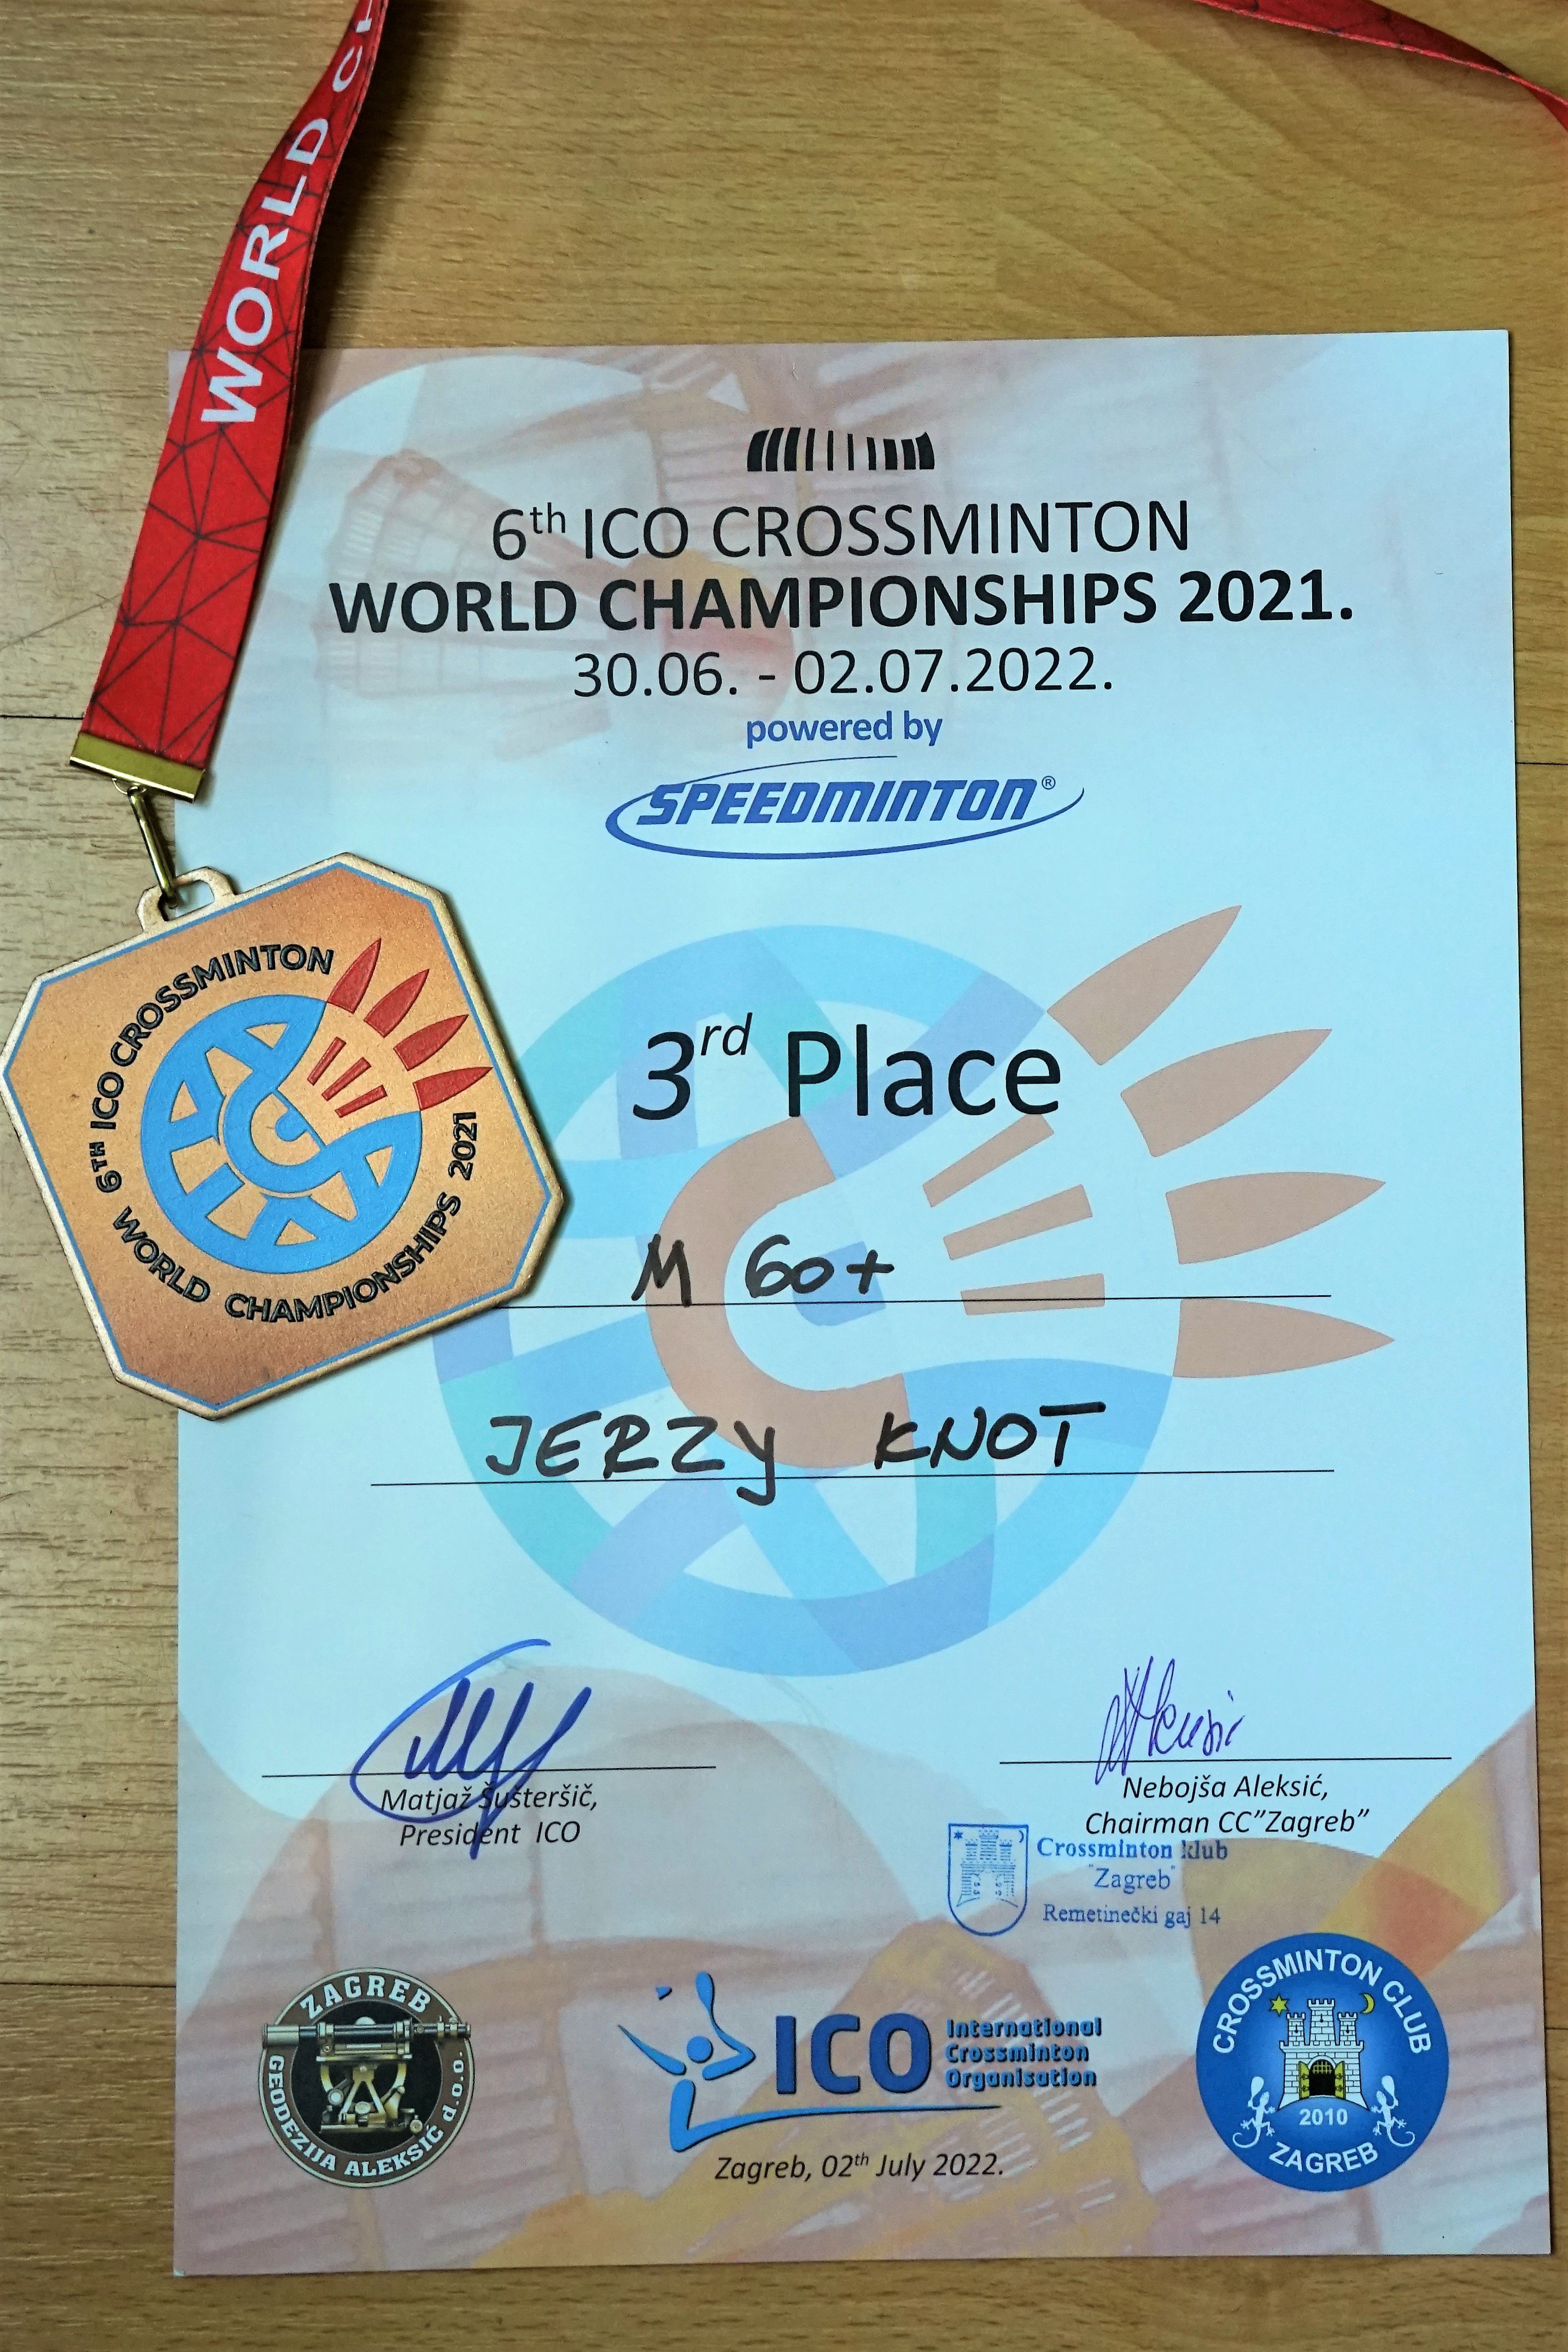 WORLD CH
6th ICO CROSSMINTON
WORLD CHAMPIONSHIPS 2021.
30.06. - 02.07.2022.
powered by
SPEEDMINTON®
6TH ICO CROSSMINTON
WORLD CHAMPIONSHIPS 2021
3rd Place
M 60+
JERZY KNOT
Matjaž Šušteršič,
President ICO
Nebojša Aleksić,
Chairman CC"Zagreb"
Crossminton klub
"Zagreb"
Remetinečki gaj 14
ZAGREB
GEODEZIJA ALEKSIĆ d.o.o.
ICO
International
Crossminton
Organisation
CROSSMINTON CLUB
2010
ZAGREB
Zagreb, 02th July 2022.